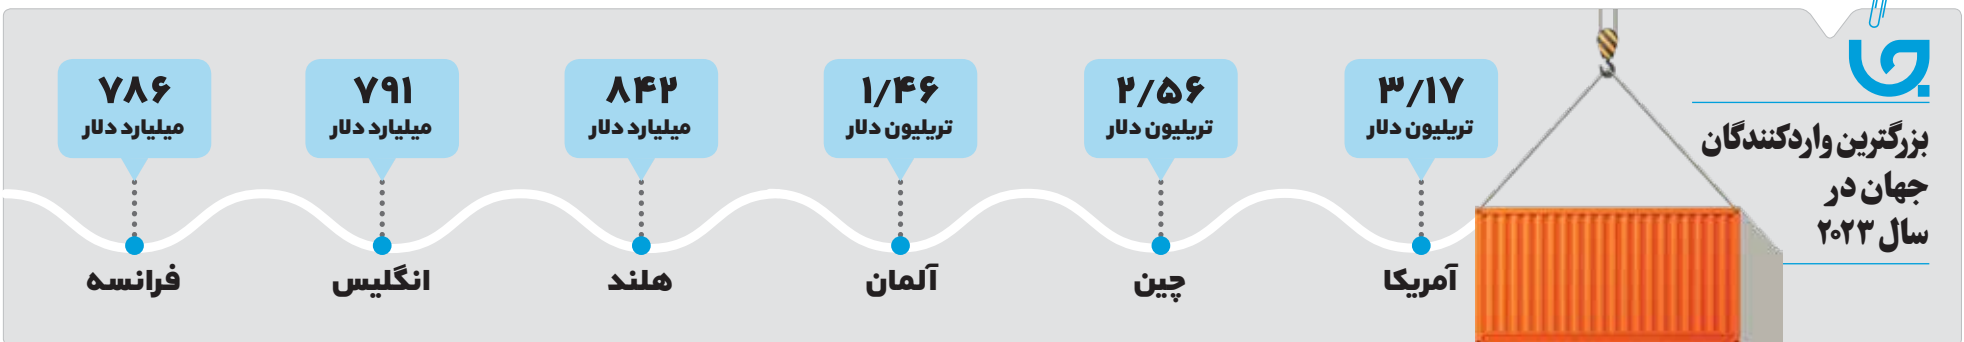 بزرگترین واردکنندگان
جهان در
سال ۲۰۲۳
۳/۱۷
تریلیون دلار
آمریکا
۲/۵۶
تریلیون دلار
چین
۱/۴۶
تریلیون دلار
آلمان
۸۴۲
میلیارد دلار
هلند
۷۹۱
میلیارد دلار
انگلیس
۷۸۶
میلیارد دلار
فرانسه